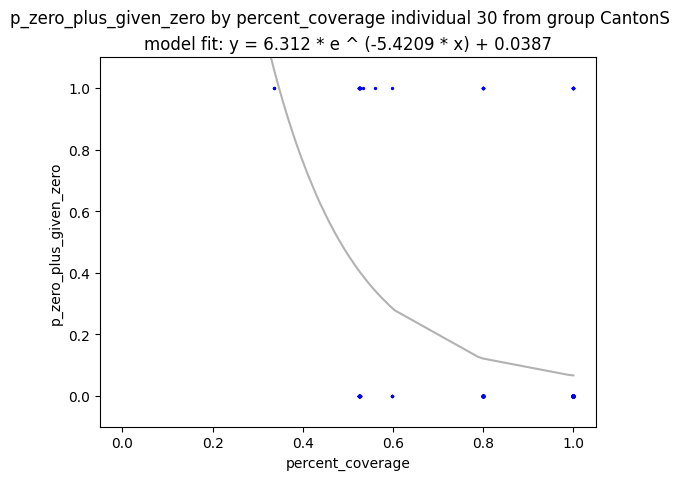 p_zero_plus_given_zero by percent_coverage individual 30 from group CantonS
model fit: y = 6.312 * e ^ (-5.4209 * x) + 0.0387
1.0
0.8
0.6
0.4
0.2
0.0
p_zero_plus_given_zero
0.0 0.2 0.4 0.6 0.8 1.0
percent_coverage